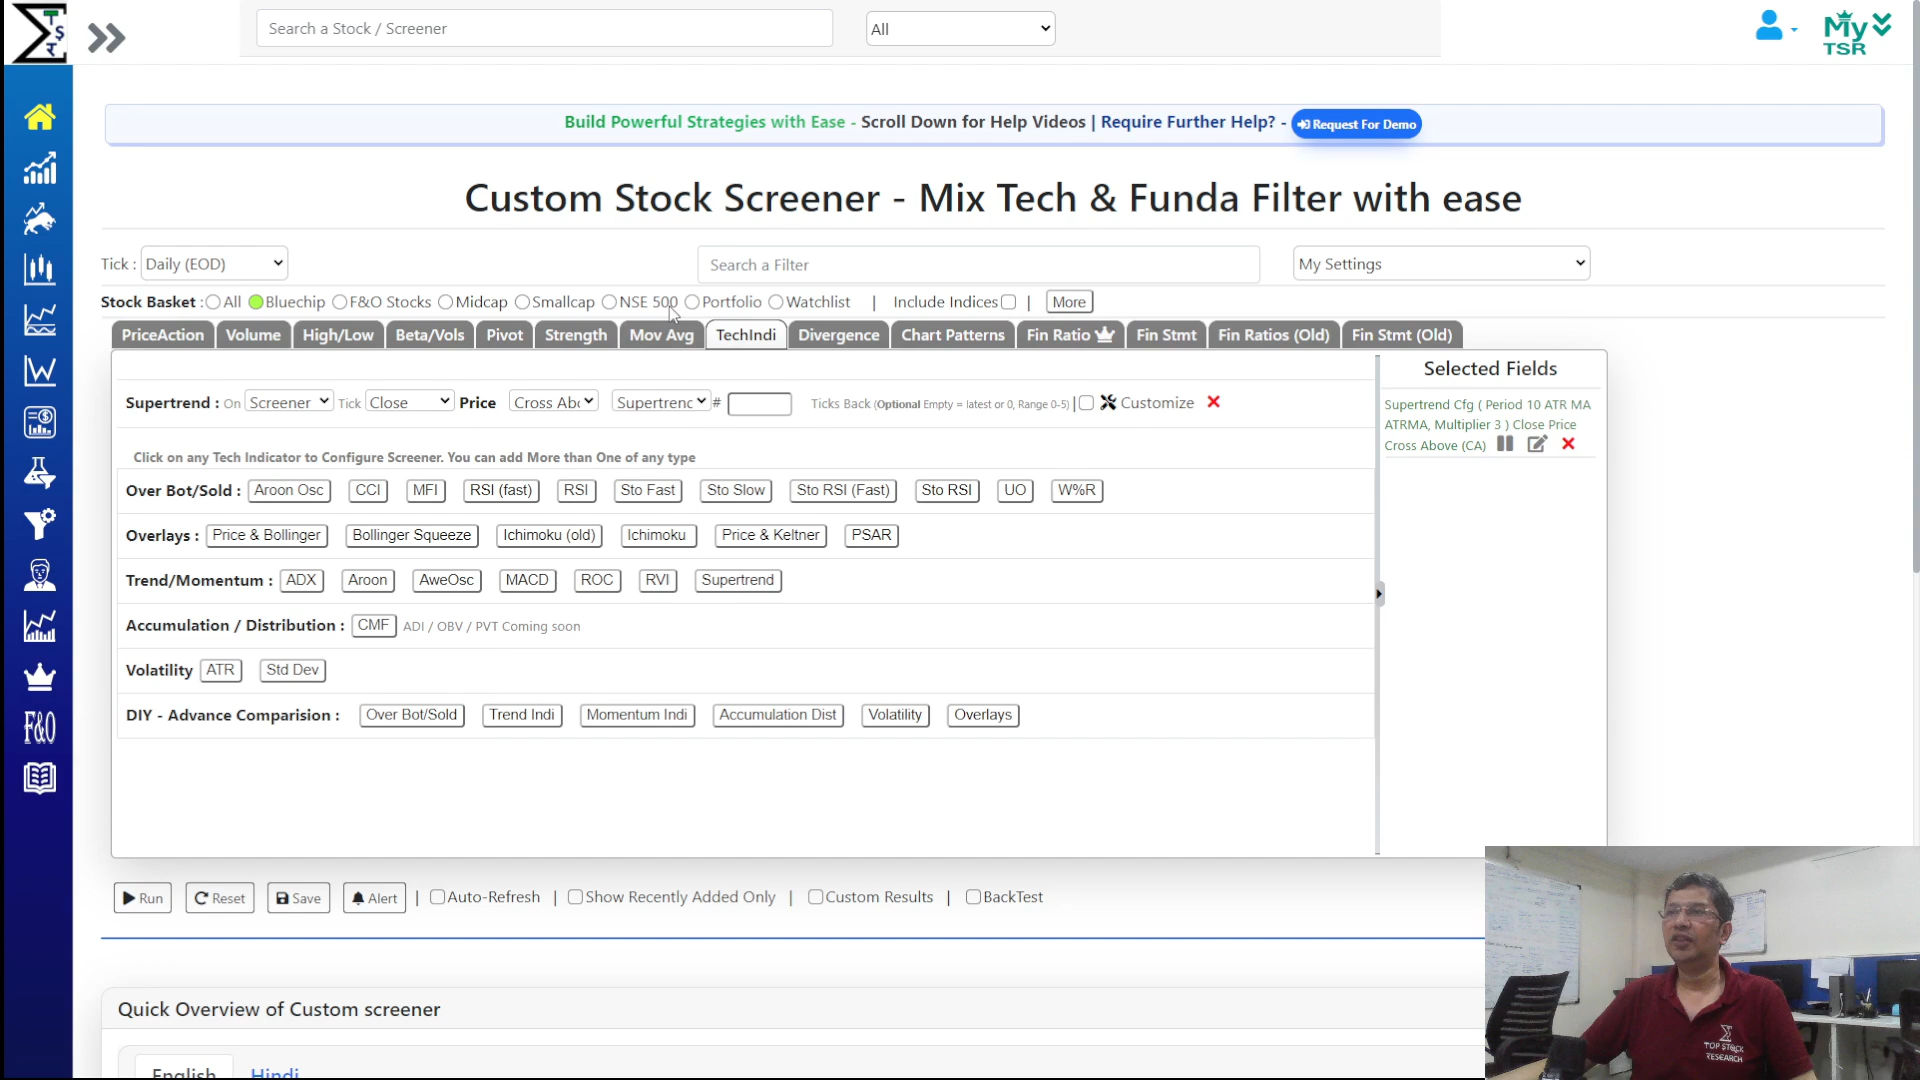 Search a Stock / Screener
All
My
TSR
Build Powerful Strategies with Ease - Scroll Down for Help Videos | Require Further Help? - Request For Demo
Custom Stock Screener - Mix Tech & Funda Filter with ease
Tick : Daily (EOD)
Search a Filter
My Settings
Stock Basket : All Bluechip F&O Stocks Midcap Smallcap NSE 500 Portfolio Watchlist | Include Indices | More
PriceAction Volume High/Low Beta/Vols Pivot Strength Mov Avg TechIndi Divergence Chart Patterns Fin Ratio Fin Stmt Fin Ratios (Old) Fin Stmt (Old)
Selected Fields
Supertrend : On Screener Tick Close Price Cross Ab Supertrend # Ticks Back (Optional Empty = latest or 0, Range 0-5) | Customize
Supertrend Cfg ( Period 10 ATR MA
ATRMA, Multiplier 3 ) Close Price
Cross Above (CA)
Click on any Tech Indicator to Configure Screener. You can add More than One of any type
Over Bot/Sold : Aroon Osc CCI MFI RSI (fast) RSI Sto Fast Sto Slow Sto RSI (Fast) Sto RSI UO W%R
Overlays : Price & Bollinger Bollinger Squeeze Ichimoku (old) Ichimoku Price & Keltner PSAR
Trend/Momentum : ADX Aroon AweOsc MACD ROC RVI Supertrend
Accumulation / Distribution : CMF ADI / OBV / PVT Coming soon
Volatility ATR Std Dev
DIY - Advance Comparision : Over Bot/Sold Trend Indi Momentum Indi Accumulation Dist Volatility Overlays
F&O
Run Reset Save Alert | Auto-Refresh | Show Recently Added Only | Custom Results | BackTest
Quick Overview of Custom screener
English Hindi
TOP STOCK
RESEARCH